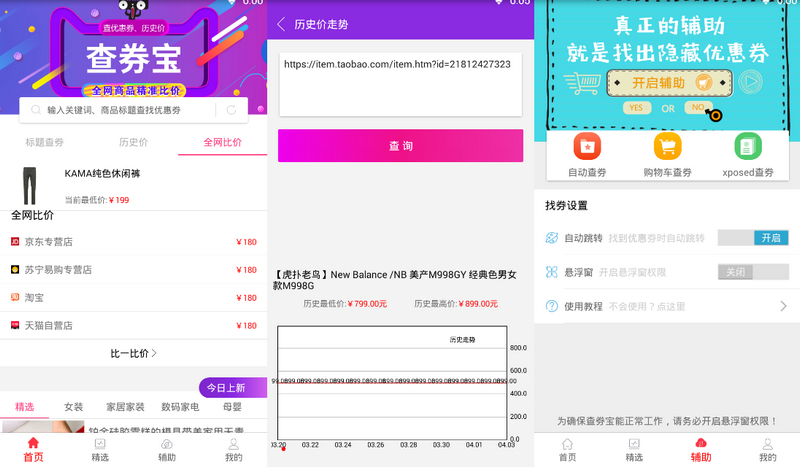 0:00
查优惠券、历史价
查券宝
全网商品精准比价
输入关键词、商品标题查找优惠券
标题查券
历史价
全网比价
KAMA纯色休闲裤
当前最低价:￥199
全网比价
京东专营店
￥180
苏宁易购专营店
￥180
淘宝
￥180
天猫自营店
￥180
比一比价
今日上新
精选
女装
家居家装
数码家电
母婴
首页
精选
辅助
我的
0:00
历史价走势
https://item.taobao.com/item.htm?id=21812427323
查 询
【虎扑老鸟】New Balance /NB 美产M998GY 经典色男女
款M998G
历史最低价:￥799.00元
历史最高价:￥899.00元
历史走势
800.0
600.0
400.0
200.0
0.0
03.20
03.22
03.24
03.26
03.28
03.30
04.01
04.03
0:00
真正的辅助
就是找出隐藏优惠券
开启辅助
YES
OR
NO
自动查券
购物车查券
xposed查券
找券设置
自动跳转
找到优惠券时自动跳转
开启
悬浮窗
开启悬浮窗权限
关闭
使用教程
不会使用？点这里
为确保查券宝能正常工作，请务必开启悬浮窗权限！
首页
精选
辅助
我的